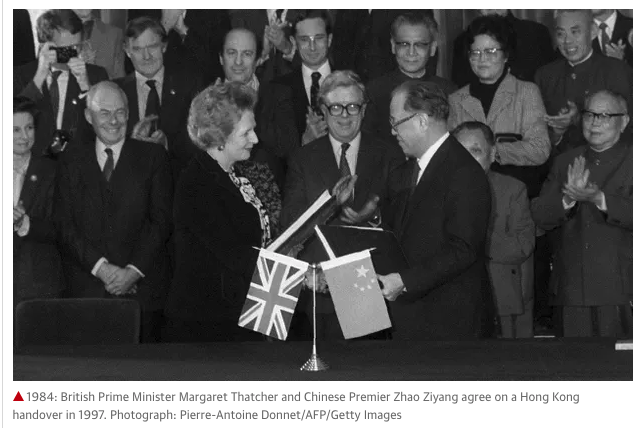 1984: British Prime Minister Margaret Thatcher and Chinese Premier Zhao Ziyang agree on a Hong Kong
handover in 1997. Photograph: Pierre-Antoine Donnet/AFP/Getty Images